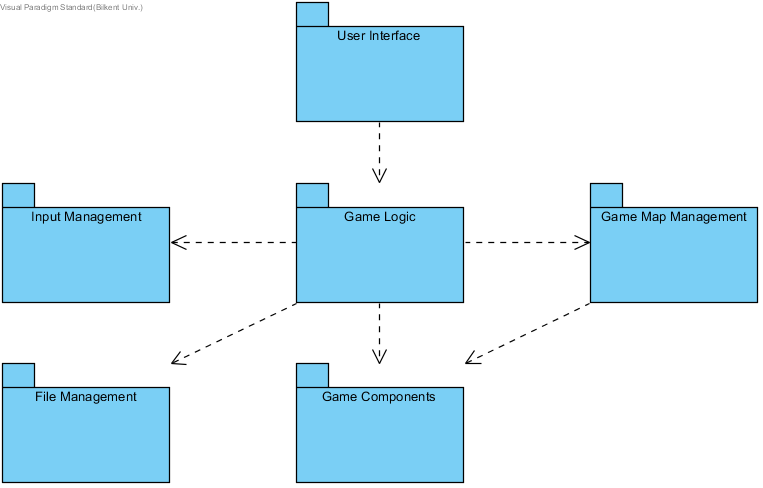 Visual Paradigm Standard(Bilkent Univ.)
User Interface
Input Management
Game Logic
Game Map Management
File Management
Game Components